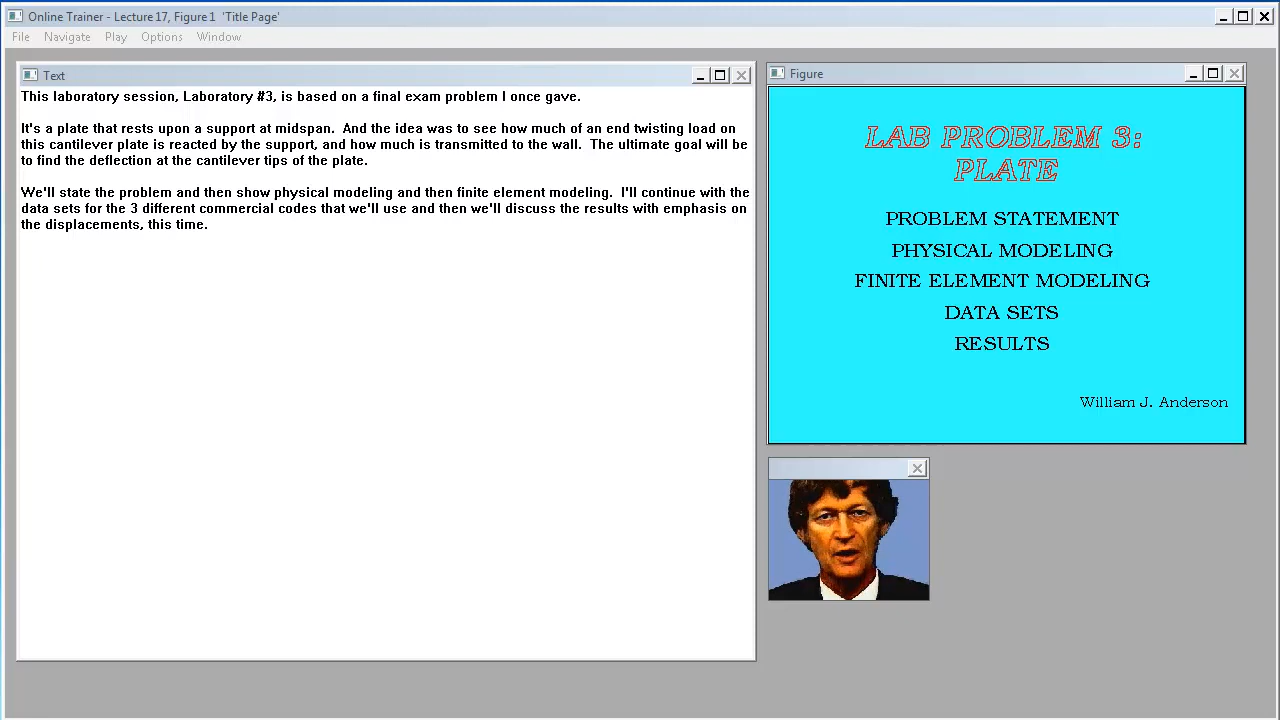 Online Trainer - Lecture 17, Figure 1  'Title Page'
File Navigate Play Options Window
Text
This laboratory session, Laboratory #3, is based on a final exam problem I once gave.
It's a plate that rests upon a support at midspan.  And the idea was to see how much of an end twisting load on
this cantilever plate is reacted by the support, and how much is transmitted to the wall.  The ultimate goal will be
to find the deflection at the cantilever tips of the plate.
We'll state the problem and then show physical modeling and then finite element modeling.  I'll continue with the
data sets for the 3 different commercial codes that we'll use and then we'll discuss the results with emphasis on
the displacements, this time.
Figure
LAB PROBLEM 3:
PLATE
PROBLEM STATEMENT
PHYSICAL MODELING
FINITE ELEMENT MODELING
DATA SETS
RESULTS
William J. Anderson